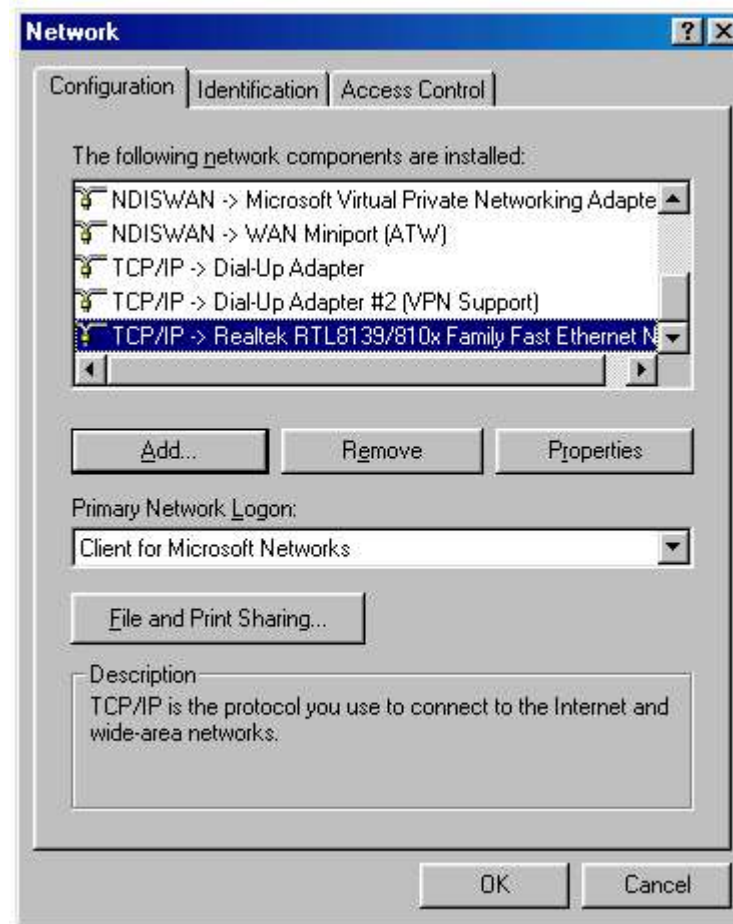 Network
Configuration Identification Access Control
The following network components are installed:
NDISWAN -> Microsoft Virtual Private Networking Adapte
NDISWAN -> WAN Miniport (ATW)
TCP/IP -> Dial-Up Adapter
TCP/IP -> Dial-Up Adapter #2 (VPN Support)
TCP/IP -> Realtek RTL8139/810x Family Fast Ethernet N
Add... Remove Properties
Primary Network Logon:
Client for Microsoft Networks
File and Print Sharing...
Description
TCP/IP is the protocol you use to connect to the Internet and
wide-area networks.
OK Cancel